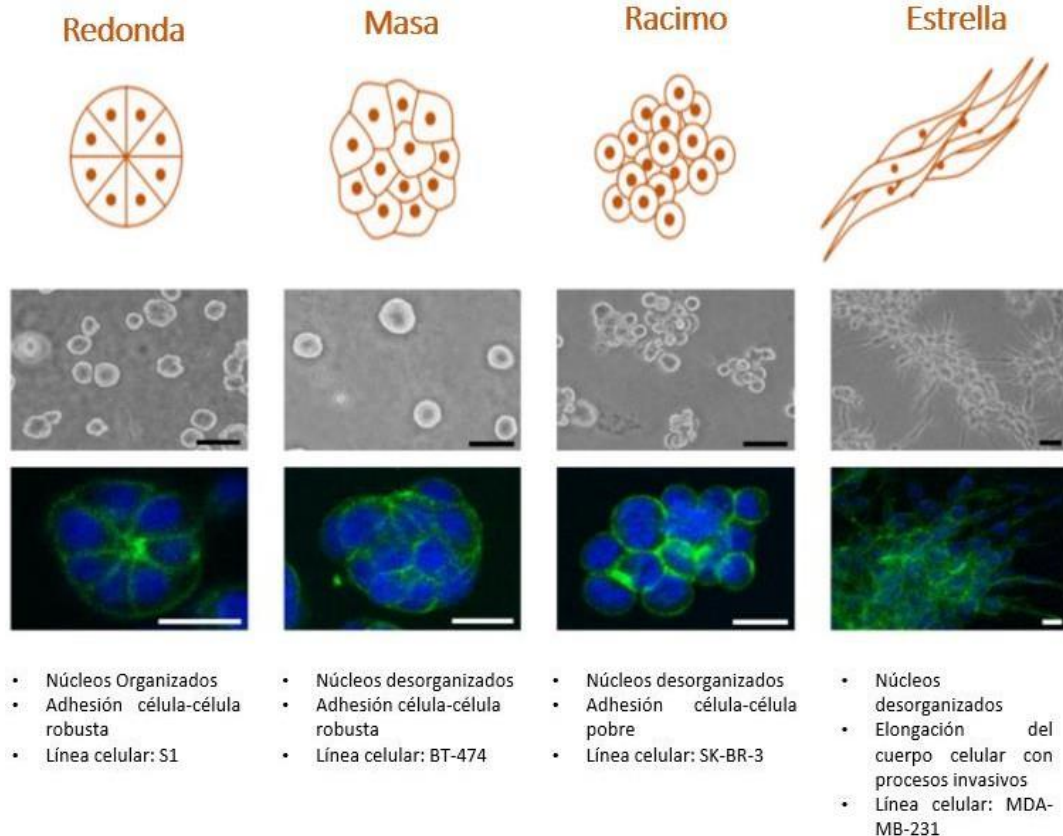 Redonda
Masa
Racimo
Estrella
• Núcleos Organizados
• Adhesión célula-célula
robusta
• Línea celular: S1
• Núcleos desorganizados
• Adhesión célula-célula
robusta
• Línea celular: BT-474
• Núcleos desorganizados
• Adhesión célula-célula
pobre
• Línea celular: SK-BR-3
• Núcleos
desorganizados
• Elongación del
cuerpo celular con
procesos invasivos
• Línea celular: MDA-
MB-231